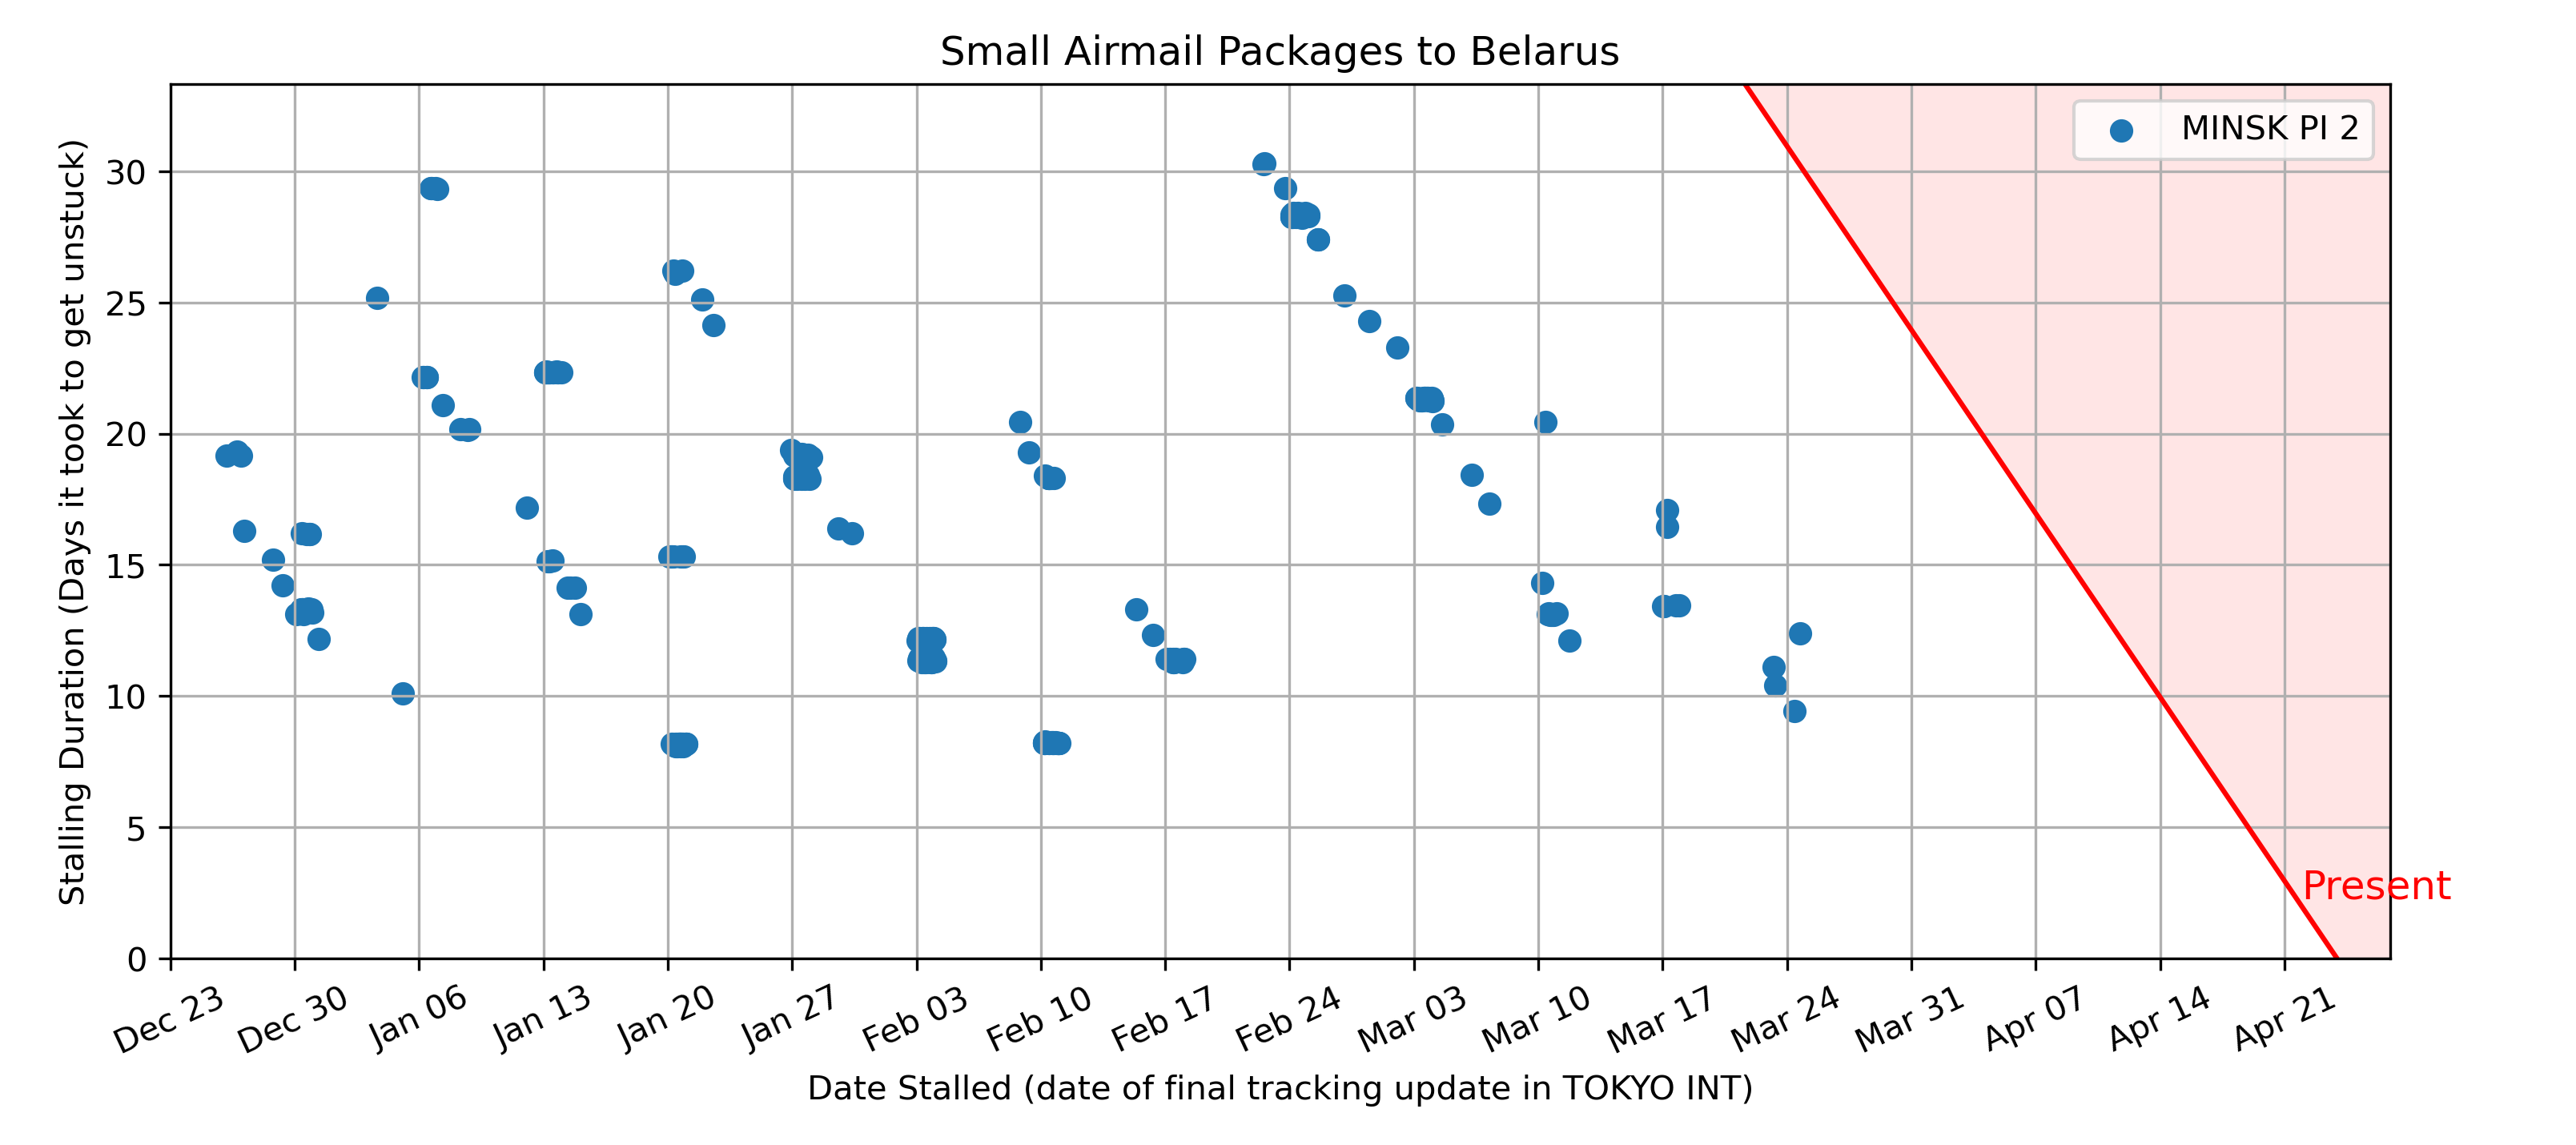 Small Airmail Packages to Belarus
MINSK PI 2
Stalling Duration (Days it took to get unstuck)
30
25
20
15
10
5
0
Present
Dec 23
Dec 30
Jan 06
Jan 13
Jan 20
Jan 27
Feb 03
Feb 10
Feb 17
Feb 24
Mar 03
Mar 10
Mar 17
Mar 24
Mar 31
Apr 07
Apr 14
Apr 21
Date Stalled (date of final tracking update in TOKYO INT)